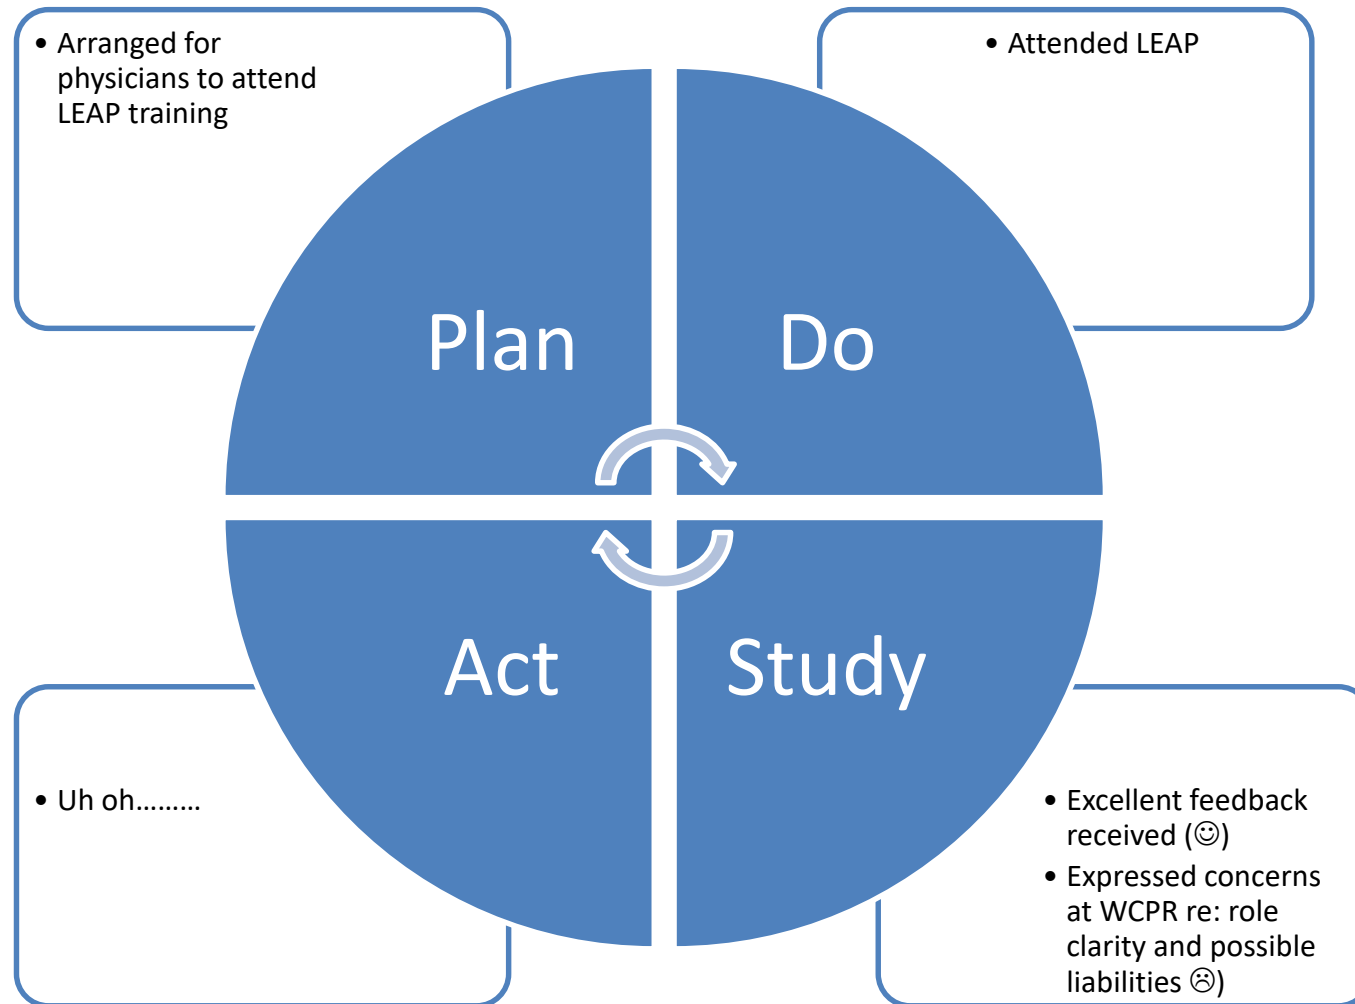 • Arranged for
physicians to attend
LEAP training
• Attended LEAP
Plan
Do
Act
Study
• Uh oh.........
• Excellent feedback
received (☺)
• Expressed concerns
at WCPR re: role
clarity and possible
liabilities ☹)